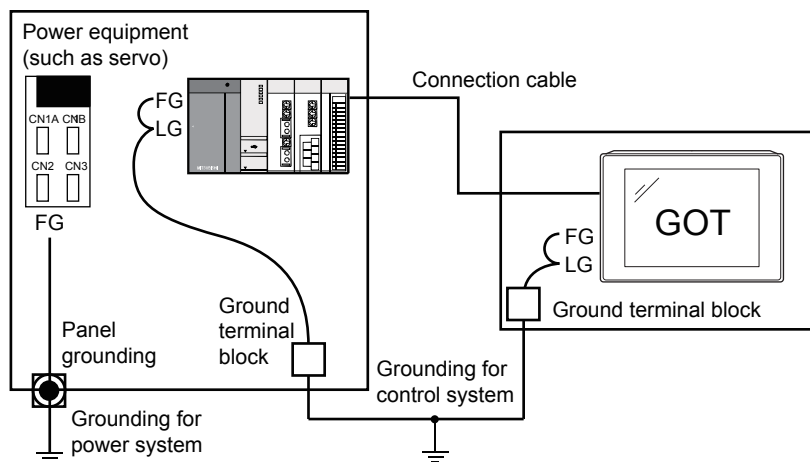 Power equipment
(such as servo)
CN1A CNB
CN2 CN3
FG
FG
LG
Connection cable
GOT
FG
LG
Ground terminal block
Ground
terminal
block
Panel
grounding
Grounding for
control system
Grounding for
power system